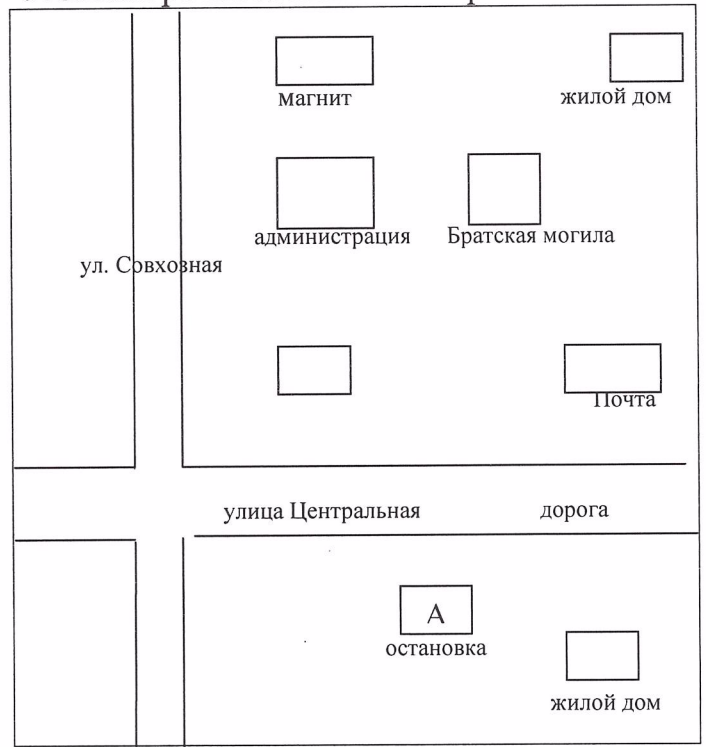 магнит
жилой дом
администрация
Братская могила
ул. Совхозная
Почта
улица Центральная
дорога
А
остановка
жилой дом